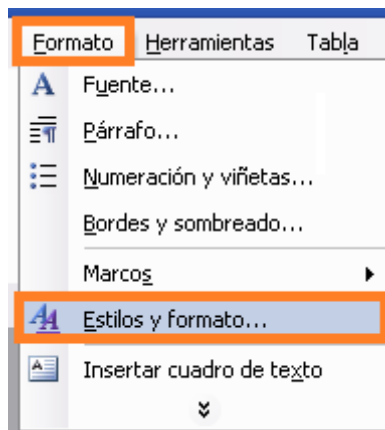 Formato Herramientas Tabla
Fuente...
Párrafo...
Numeración y viñetas...
Bordes y sombreado...
Marcos
Estilos y formato...
Insertar cuadro de texto